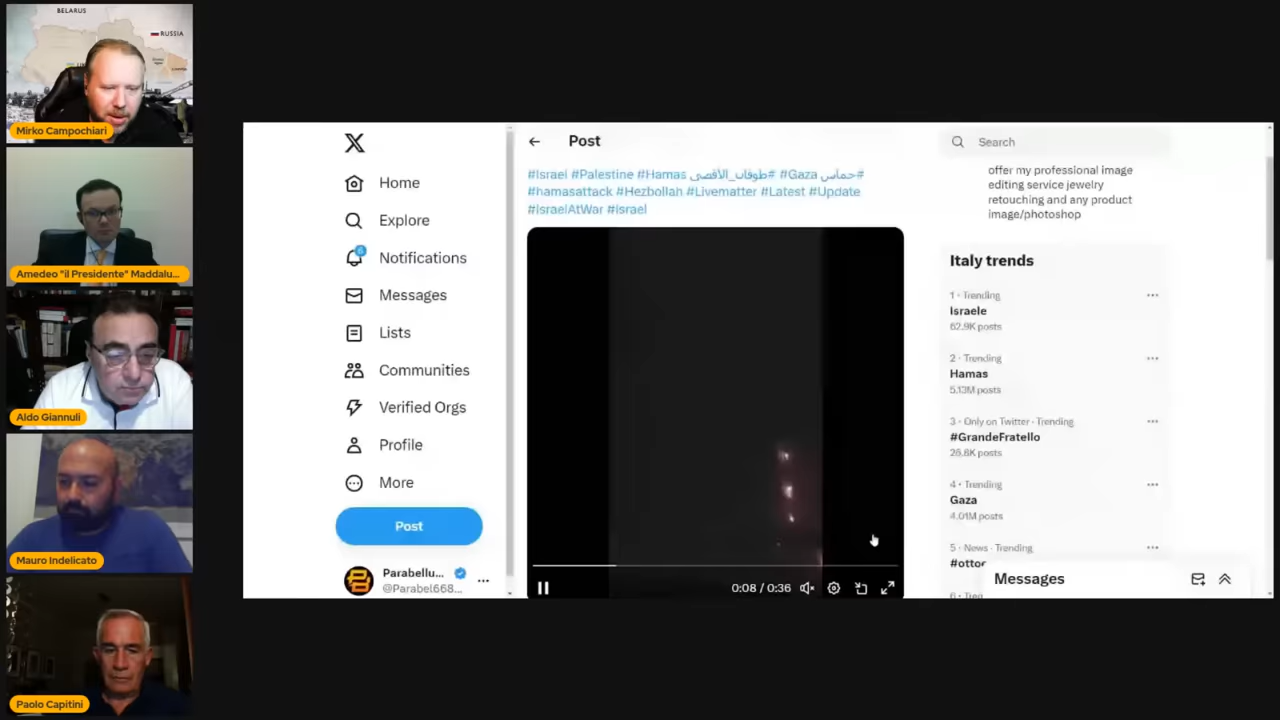 BELARUS
RUSSIA
Mirko Campochiari
Amedeo "il Presidente" Maddalu...
Aldo Giannuli
Mauro Indelicato
Paolo Capitini
Home
Explore
Notifications
Messages
Lists
Communities
Verified Orgs
Profile
More
Post
Parabellu...
@Parabel668...
Post
#Israel #Palestine #Hamas #طوفان_الأقصى #Gaza #حماس
#hamasattack #Hezbollah #Livematter #Latest #Update
#IsraelAtWar #Israel
0:08 / 0:36
Search
offer my professional image
editing service jewelry
retouching and any product
image/photoshop
Italy trends
1 · Trending
Israele
62.9K posts
2 · Trending
Hamas
5.13M posts
3 · Only on Twitter · Trending
#GrandeFratello
26.6K posts
4 · Trending
Gaza
4.01M posts
5 · News · Trending
Messages